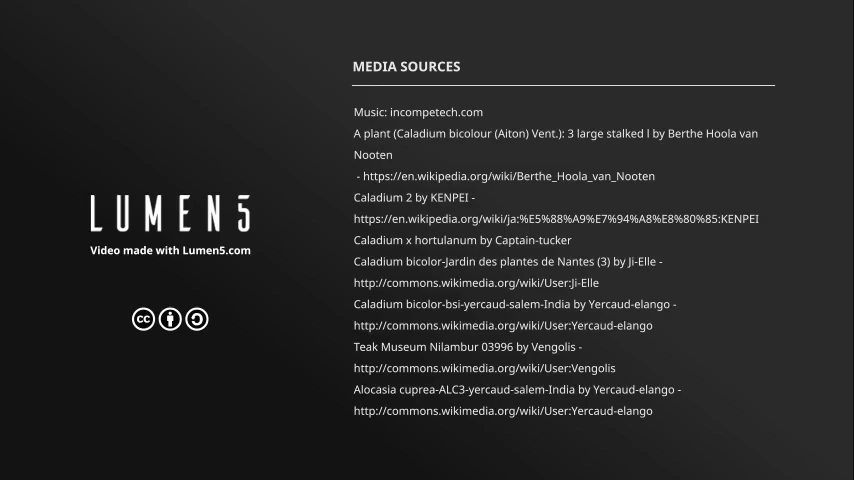 LUMEN5
Video made with Lumen5.com
cc
MEDIA SOURCES
Music: incompetech.com
A plant (Caladium bicolour (Aiton) Vent.): 3 large stalked l by Berthe Hoola van
Nooten
- https://en.wikipedia.org/wiki/Berthe_Hoola_van_Nooten
Caladium 2 by KENPEI -
https://en.wikipedia.org/wiki/ja:%E5%88%A9%E7%94%A8%E8%80%85:KENPEI
Caladium x hortulanum by Captain-tucker
Caladium bicolor-Jardin des plantes de Nantes (3) by Ji-Elle -
http://commons.wikimedia.org/wiki/User:Ji-Elle
Caladium bicolor-bsi-yercaud-salem-India by Yercaud-elango -
http://commons.wikimedia.org/wiki/User:Yercaud-elango
Teak Museum Nilambur 03996 by Vengolis -
http://commons.wikimedia.org/wiki/User:Vengolis
Alocasia cuprea-ALC3-yercaud-salem-India by Yercaud-elango -
http://commons.wikimedia.org/wiki/User:Yercaud-elango